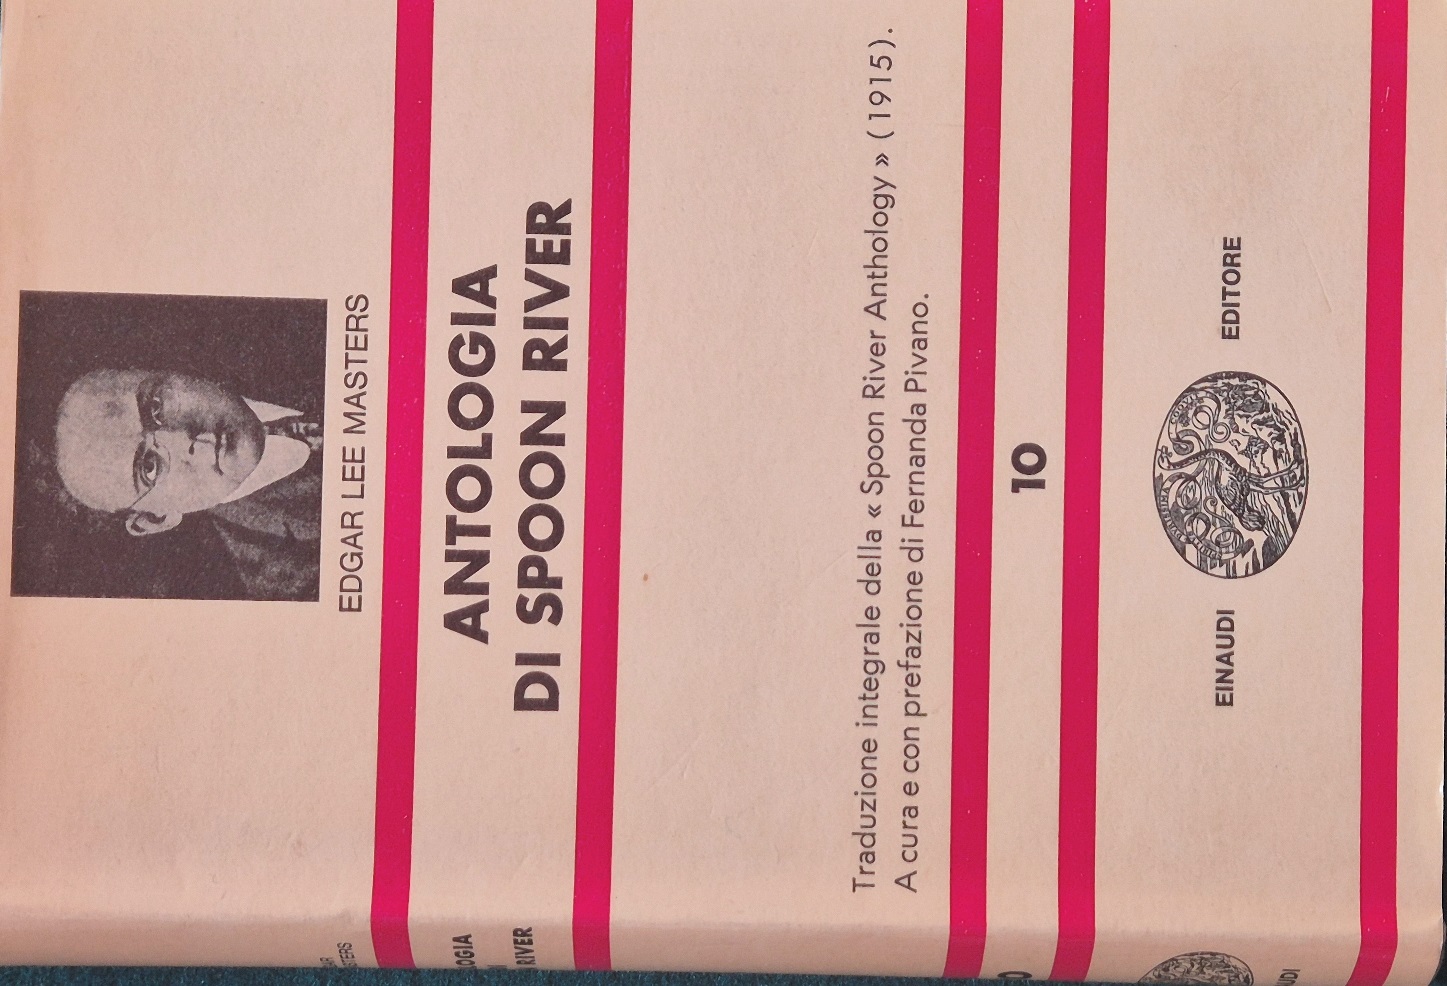 EDGAR LEE MASTERS
ANTOLOGIA
DI SPOON RIVER
Traduzione integrale della « Spoon River Anthology » (1915).
A cura e con prefazione di Fernanda Pivano.
10
EINAUDI EDITORE
RIVER